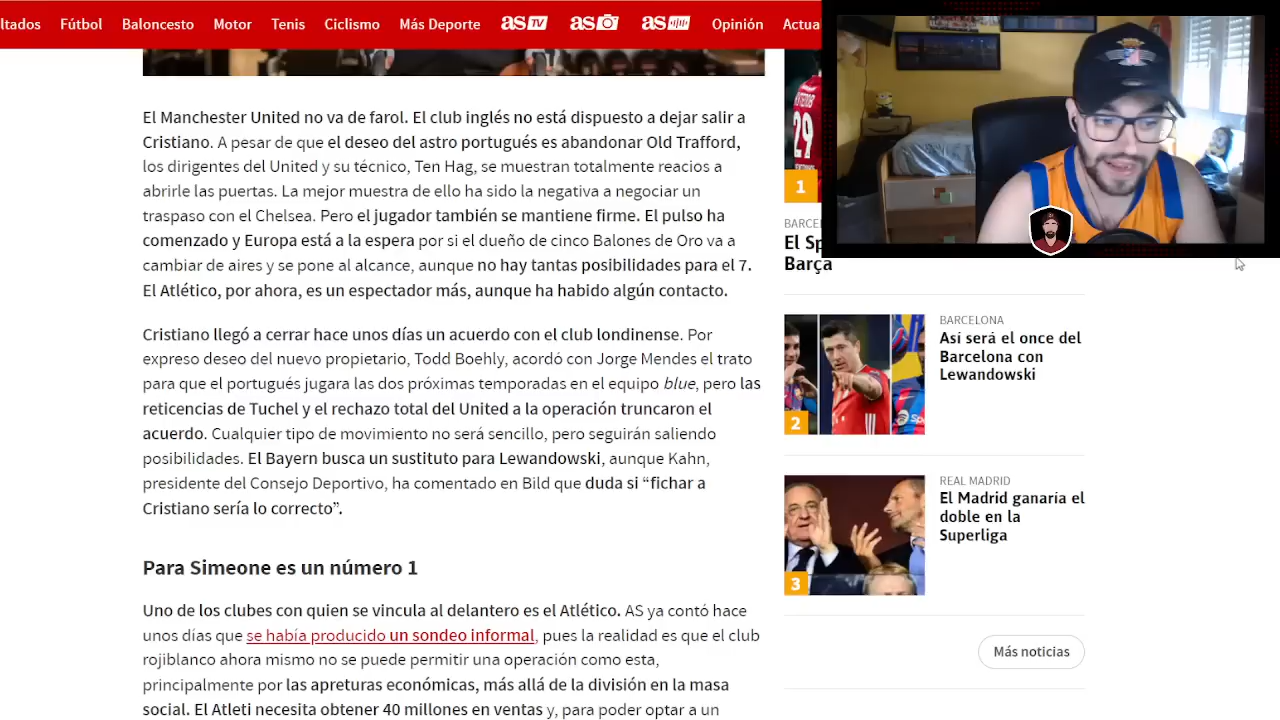 ltados Fútbol Baloncesto Motor Tenis Ciclismo Más Deporte as TV as as Opinión Actua
El Manchester United no va de farol. El club inglés no está dispuesto a dejar salir a
Cristiano. A pesar de que el deseo del astro portugués es abandonar Old Trafford,
los dirigentes del United y su técnico, Ten Hag, se muestran totalmente reacios a
abrirle las puertas. La mejor muestra de ello ha sido la negativa a negociar un
traspaso con el Chelsea. Pero el jugador también se mantiene firme. El pulso ha
comenzado y Europa está a la espera por si el dueño de cinco Balones de Oro va a
cambiar de aires y se pone al alcance, aunque no hay tantas posibilidades para el 7.
El Atlético, por ahora, es un espectador más, aunque ha habido algún contacto.
Cristiano llegó a cerrar hace unos días un acuerdo con el club londinense. Por
expreso deseo del nuevo propietario, Todd Boehly, acordó con Jorge Mendes el trato
para que el portugués jugara las dos próximas temporadas en el equipo blue, pero las
reticencias de Tuchel y el rechazo total del United a la operación truncaron el
acuerdo. Cualquier tipo de movimiento no será sencillo, pero seguirán saliendo
posibilidades. El Bayern busca un sustituto para Lewandowski, aunque Kahn,
presidente del Consejo Deportivo, ha comentado en Bild que duda si “fichar a
Cristiano sería lo correcto”.
Para Simeone es un número 1
Uno de los clubes con quien se vincula al delantero es el Atlético. AS ya contó hace
unos días que se había producido un sondeo informal, pues la realidad es que el club
rojiblanco ahora mismo no se puede permitir una operación como esta,
principalmente por las apreturas económicas, más allá de la división en la masa
social. El Atleti necesita obtener 40 millones en ventas y, para poder optar a un
29
1
BARCE
El Sp
Barça
2
BARCELONA
Así será el once del
Barcelona con
Lewandowski
3
REAL MADRID
El Madrid ganaría el
doble en la
Superliga
Más noticias